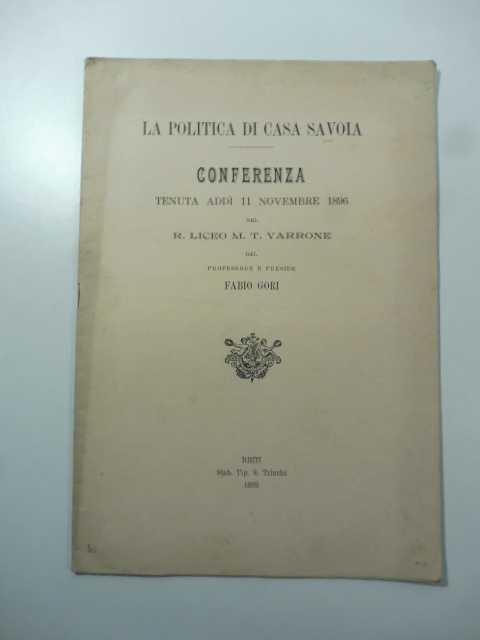 LA POLITICA DI CASA SAVOIA
CONFERENZA
TENUTA ADDÌ 11 NOVEMBRE 1896
NEL
R. LICEO M. T. VARRONE
DAL
PROFESSORE E PRESIDE
FABIO GORI
RIETI
Stab. Tip. S. Trinchi
1896